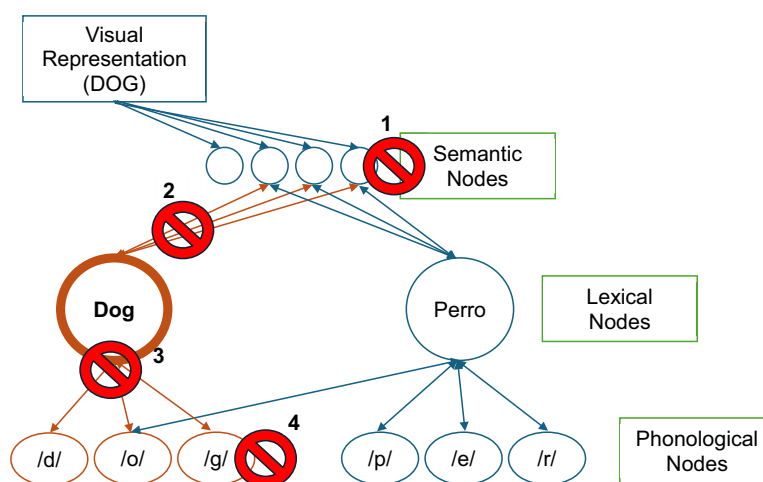 Visual
Representation
(DOG)
1
Semantic
Nodes
2
Dog
Perro
Lexical
Nodes
3
4
/d/
/o/
/g/
/p/
/e/
/r/
Phonological
Nodes